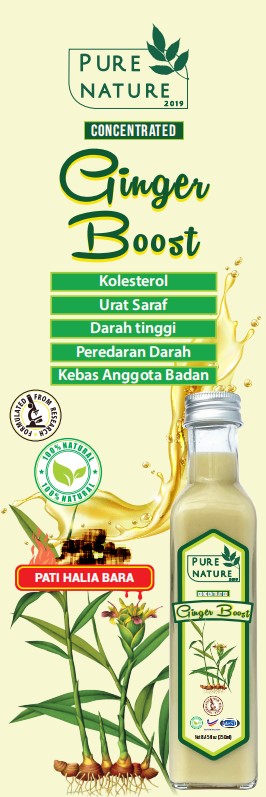 PURE
NATURE
2019
CONCENTRATED
Ginger
Boost
Kolesterol
Urat Saraf
Darah tinggi
Peredaran Darah
Kebas Anggota Badan
FORMULATED FROM RESEARCH
100% NATURAL
100% NATURAL
PATI HALIA BARA
PURE
NATURE
2019
Ginger Boost